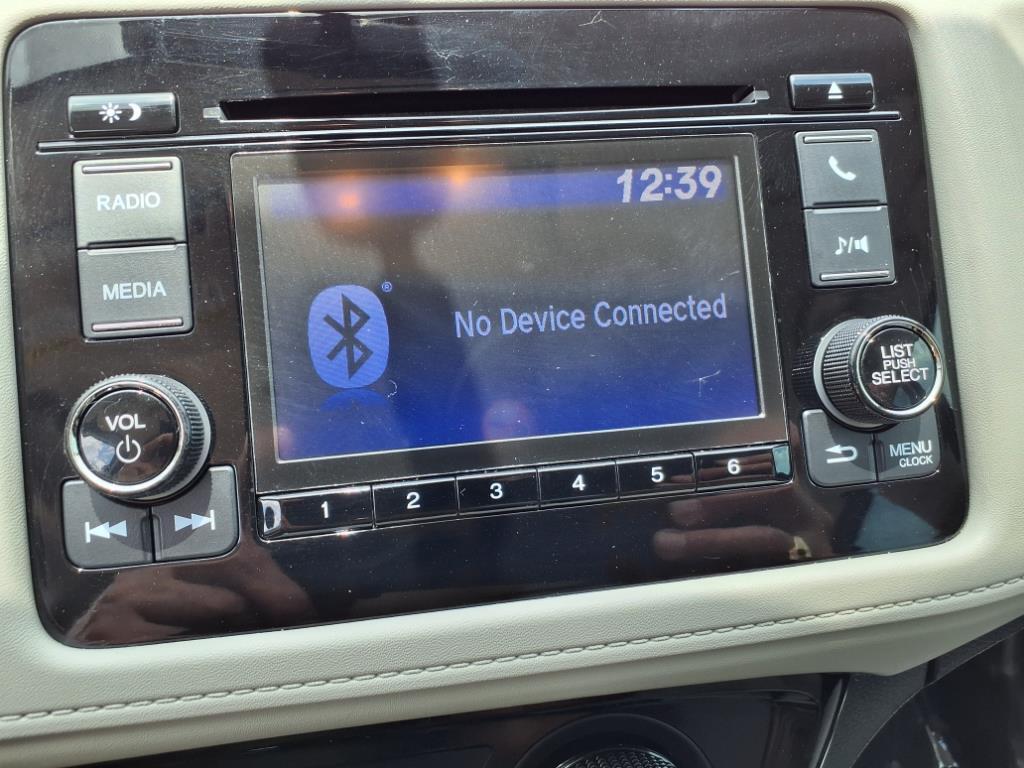 RADIO
MEDIA
12:39
®
No Device Connected
VOL
LIST
PUSH
SELECT
MENU
CLOCK
1 2 3 4 5 6